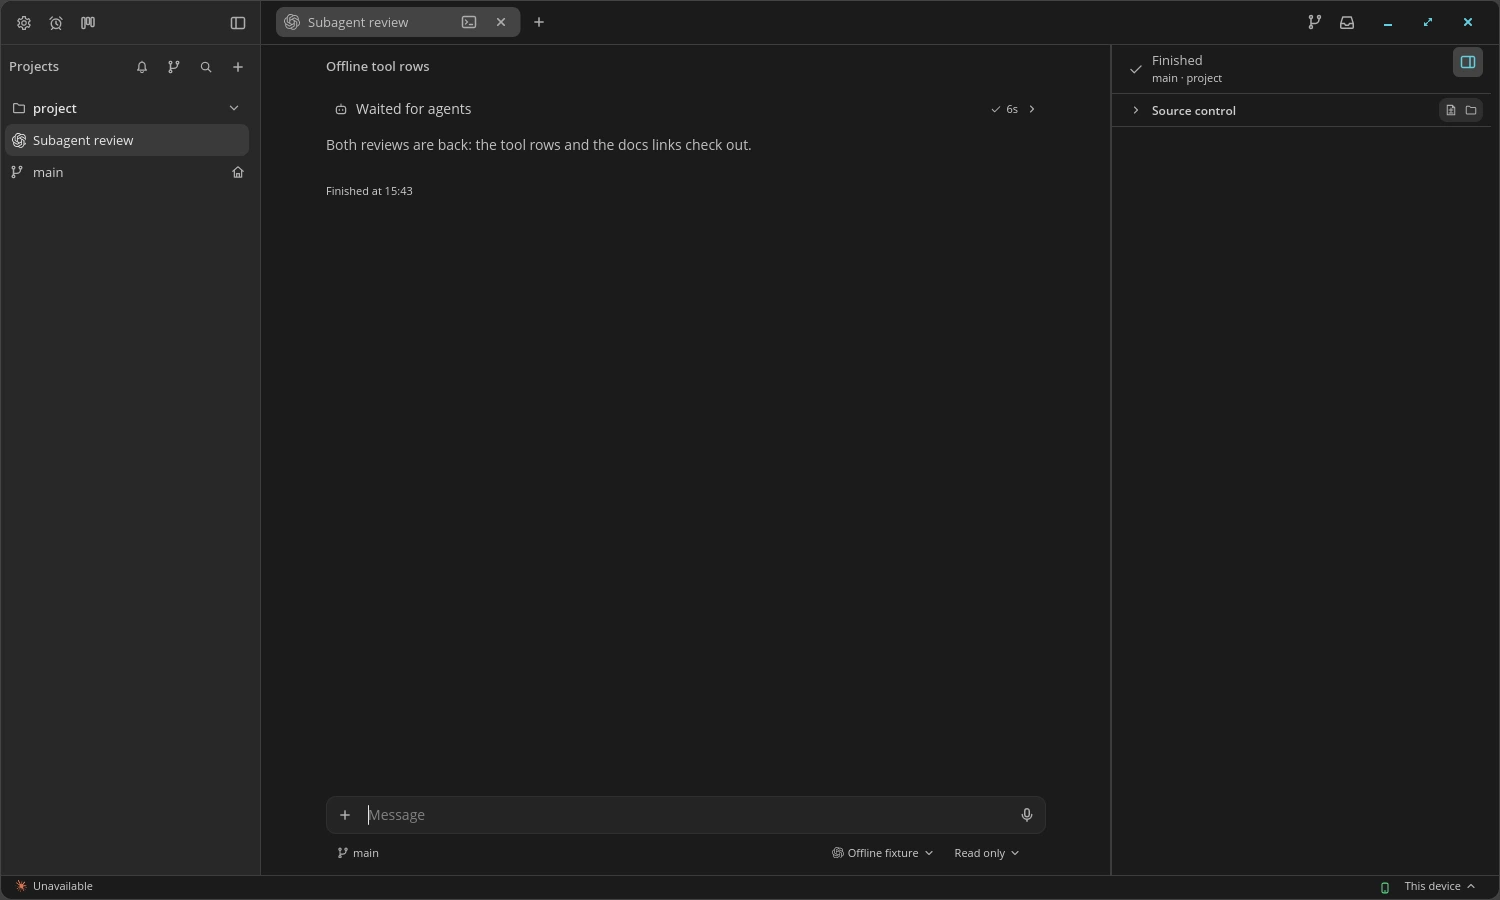 Subagent review
Projects
project
Subagent review
main
Offline tool rows
Waited for agents
6s
Both reviews are back: the tool rows and the docs links check out.
Finished at 15:43
Finished
main · project
Source control
Message
main
Offline fixture
Read only
Unavailable
This device